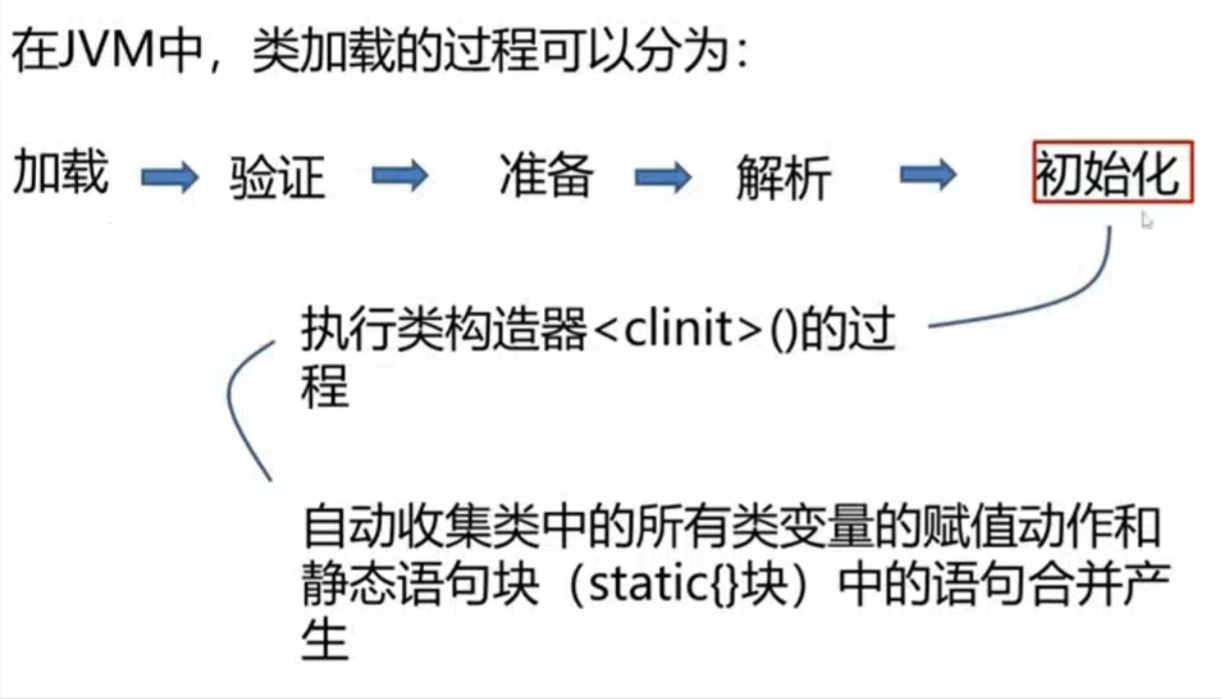 在JVM中，类加载的过程可以分为：
加载 验证 准备 解析 初始化
执行类构造器<clinit>()的过
程
自动收集类中的所有类变量的赋值动作和
静态语句块（static{}块）中的语句合并产
生